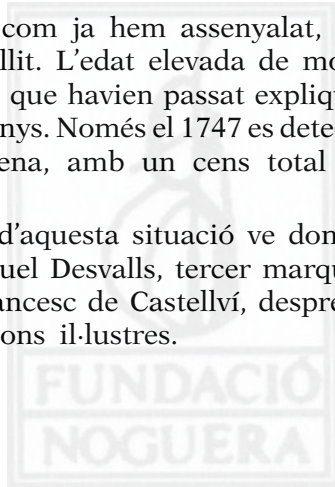 com ja hem assenyalat,
llit. L’edat elevada de mo
que havien passat expliq
nys. Només el 1747 es dete
ena, amb un cens total
d’aquesta situació ve don
uel Desvalls, tercer marqu
ancesc de Castellví, despre
ons il·lustres.
FUNDACIÓ
NOGUERA